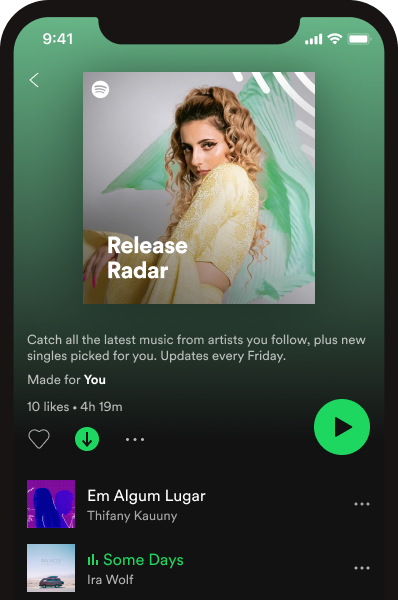 9:41
Release
Radar
Catch all the latest music from artists you follow, plus new
singles picked for you. Updates every Friday.
Made for You
10 likes • 4h 19m
Em Algum Lugar
Thifany Kauuny
Some Days
Ira Wolf